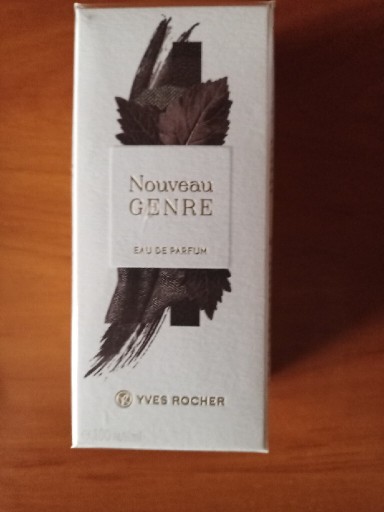 Nouveau
GENRE
EAU DE PARFUM
YVES ROCHER